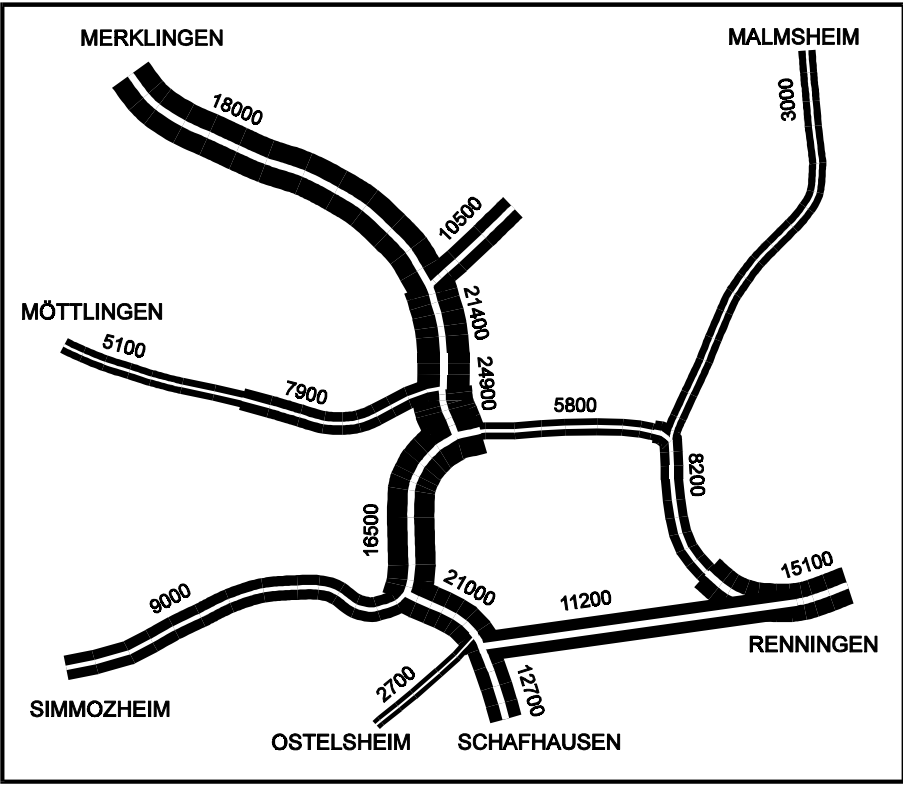 MERKLINGEN
MALMSHEIM
18000
3000
10500
21400
MÖTTLINGEN
5100
7900
24900
5800
8200
16500
21000
15100
9000
11200
RENNINGEN
2700
12700
SIMMOZHEIM
OSTELSHEIM
SCHAFHAUSEN